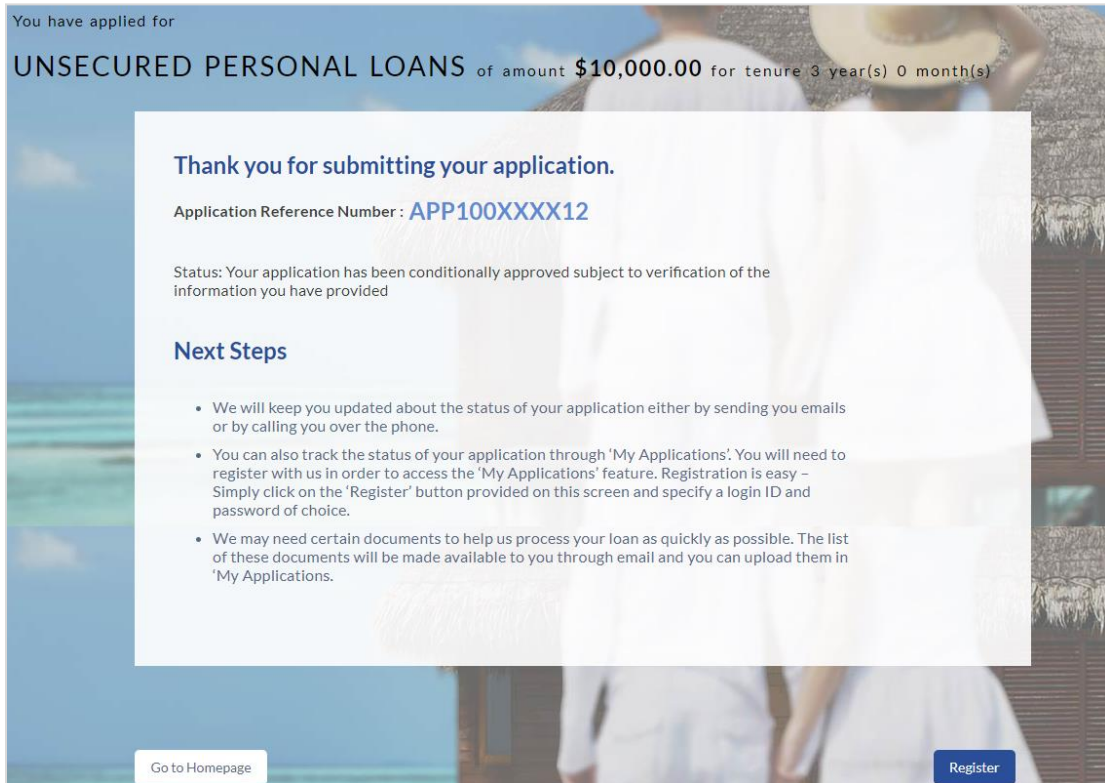 You have applied for
UNSECURED PERSONAL LOANS of amount $10,000.00 for tenure 3 year(s) 0 month(s)
Thank you for submitting your application.
Application Reference Number : APP100XXXX12
Status: Your application has been conditionally approved subject to verification of the
information you have provided
Next Steps
• We will keep you updated about the status of your application either by sending you emails
or by calling you over the phone.
• You can also track the status of your application through ‘My Applications’. You will need to
register with us in order to access the ‘My Applications’ feature. Registration is easy –
Simply click on the ‘Register’ button provided on this screen and specify a login ID and
password of choice.
• We may need certain documents to help us process your loan as quickly as possible. The list
of these documents will be made available to you through email and you can upload them in
‘My Applications.
Go to Homepage
Register